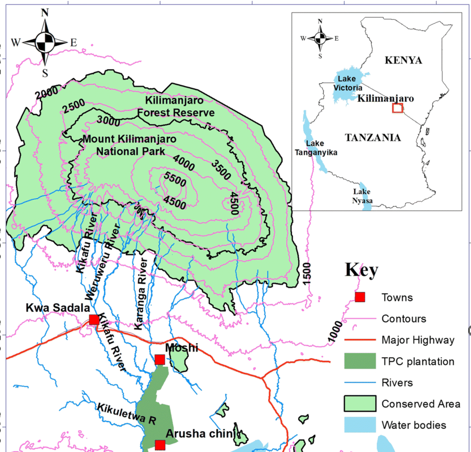 N
W E
S
2000
2500
3000
Kilimanjaro
Forest Reserve
Mount Kilimanjaro
National Park
4000
3500
5500
4500
4500
Kikafu River
Weruweru River
Karanga River
1500
1000
Kwa Sadala
Kikafu River
Moshi
Kikuletwa R
Arusha chini
N
W E
S
KENYA
Lake
Victoria
Kilimanjaro
TANZANIA
Lake
Tanganyika
Lake
Nyasa
Key
Towns
Contours
Major Highway
TPC plantation
Rivers
Conserved Area
Water bodies